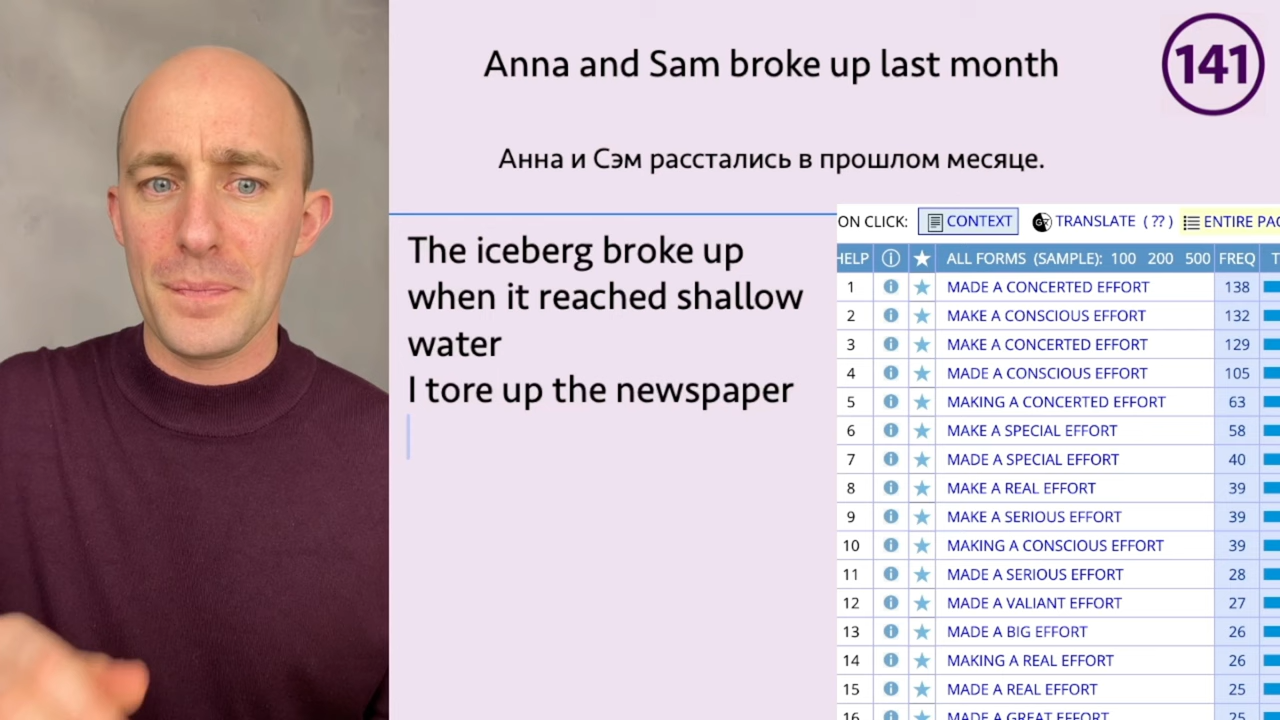 Anna and Sam broke up last month
141
Анна и Сэм расстались в прошлом месяце.
The iceberg broke up
when it reached shallow
water
I tore up the newspaper
ON CLICK: CONTEXT TRANSLATE (??) ENTIRE PAG
HELP ALL FORMS (SAMPLE): 100 200 500 FREQ T
1 MADE A CONCERTED EFFORT 138
2 MAKE A CONSCIOUS EFFORT 132
3 MAKE A CONCERTED EFFORT 129
4 MADE A CONSCIOUS EFFORT 105
5 MAKING A CONCERTED EFFORT 63
6 MAKE A SPECIAL EFFORT 58
7 MADE A SPECIAL EFFORT 40
8 MAKE A REAL EFFORT 39
9 MAKE A SERIOUS EFFORT 39
10 MAKING A CONSCIOUS EFFORT 39
11 MADE A SERIOUS EFFORT 28
12 MADE A VALIANT EFFORT 27
13 MADE A BIG EFFORT 26
14 MAKING A REAL EFFORT 26
15 MADE A REAL EFFORT 25
16 MADE A GREAT EFFORT 25